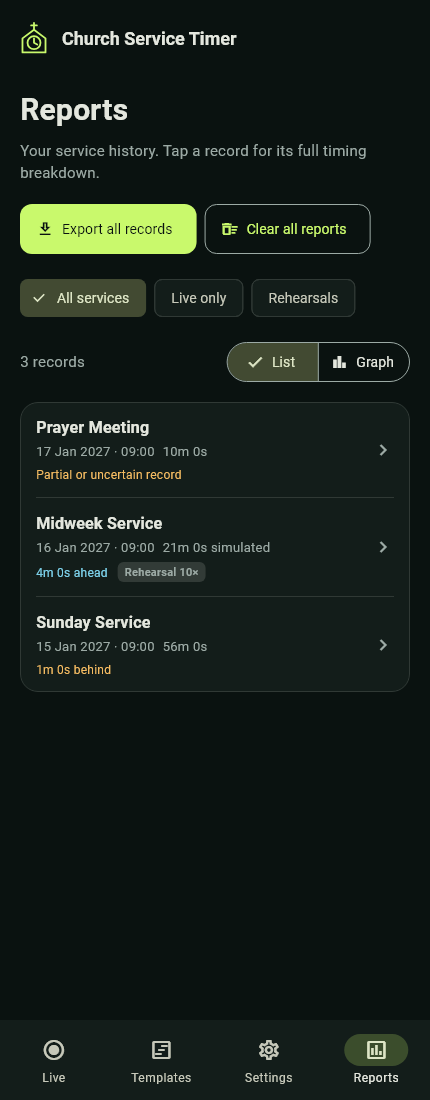 Church Service Timer
Reports
Your service history. Tap a record for its full timing
breakdown.
Export all records
Clear all reports
All services
Live only
Rehearsals
3 records
List
Graph
Prayer Meeting
17 Jan 2027 · 09:00 10m 0s
Partial or uncertain record
Midweek Service
16 Jan 2027 · 09:00 21m 0s simulated
4m 0s ahead
Rehearsal 10×
Sunday Service
15 Jan 2027 · 09:00 56m 0s
1m 0s behind
Live
Templates
Settings
Reports